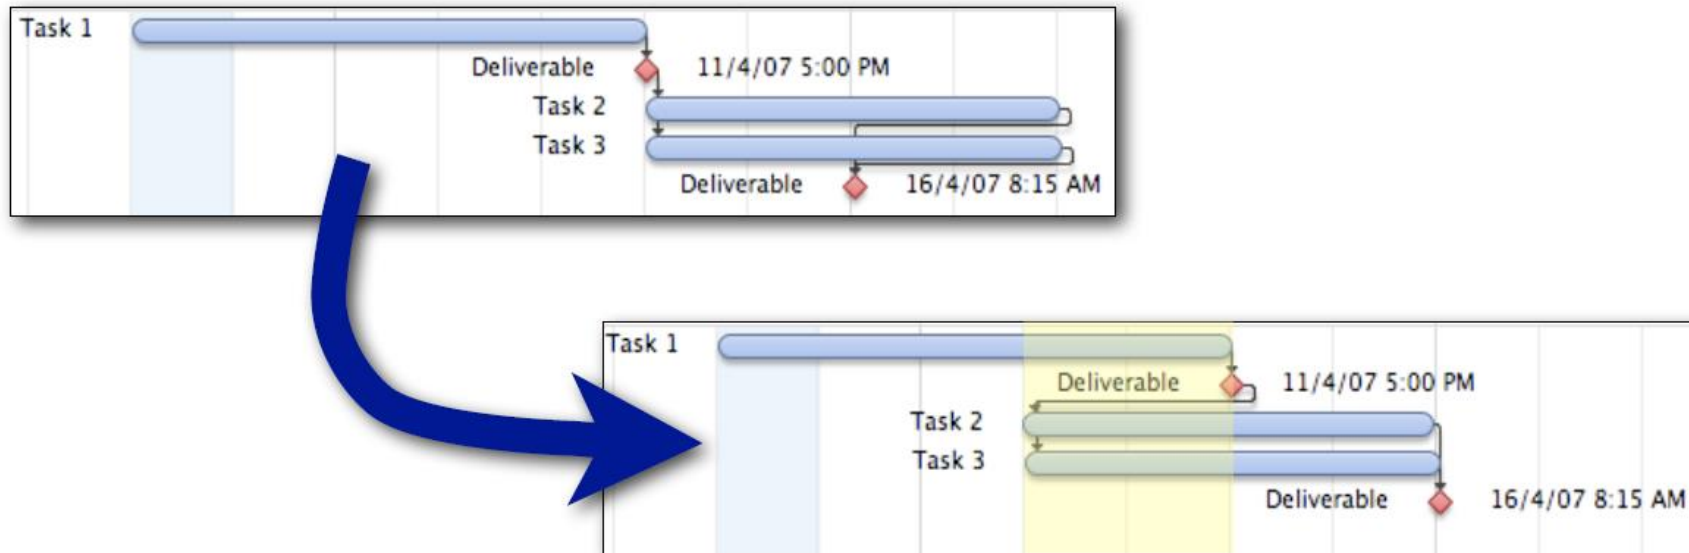 Task 1
Deliverable 11/4/07 5:00 PM
Task 2
Task 3
Deliverable 16/4/07 8:15 AM
Task 1
Deliverable 11/4/07 5:00 PM
Task 2
Task 3
Deliverable 16/4/07 8:15 AM